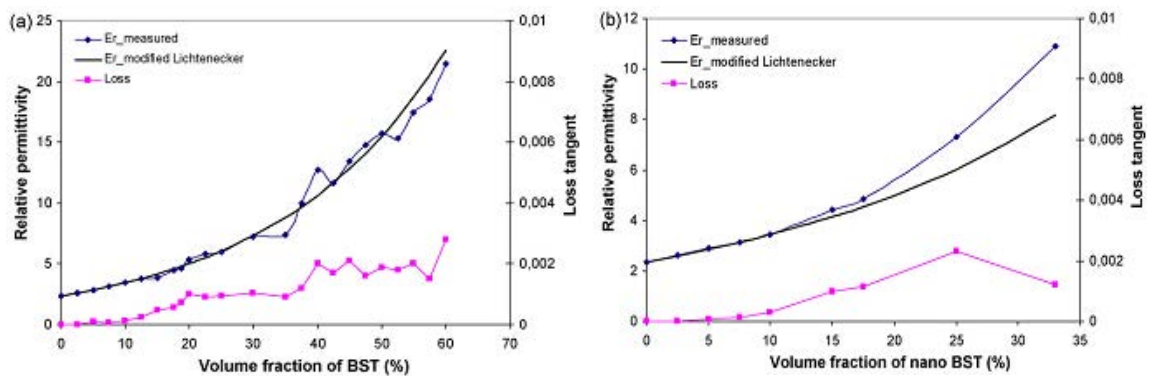 (a)
25
20
15
10
5
0
Relative permittivity
Er_measured
Er_modified Lichtenecker
Loss
0,01
0,008
0,006
0,004
0,002
0
Loss tangent
0 10 20 30 40 50 60 70
Volume fraction of BST (%)
(b)
12
10
8
6
4
2
0
Relative permittivity
Er_measured
Er_modified Lichtenecker
Loss
0,01
0,008
0,006
0,004
0,002
0
Loss tangent
0 5 10 15 20 25 30 35
Volume fraction of nano BST (%)